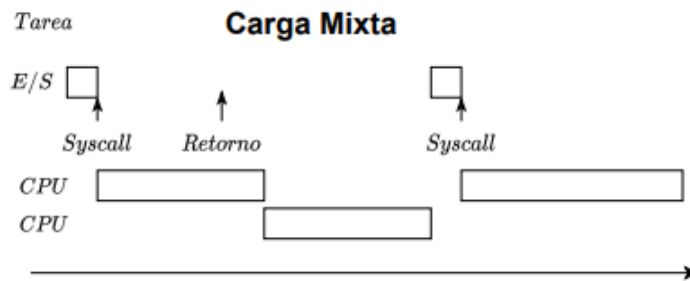 Tarea
Carga Mixta
E/S
Syscall
Retorno
Syscall
CPU
CPU